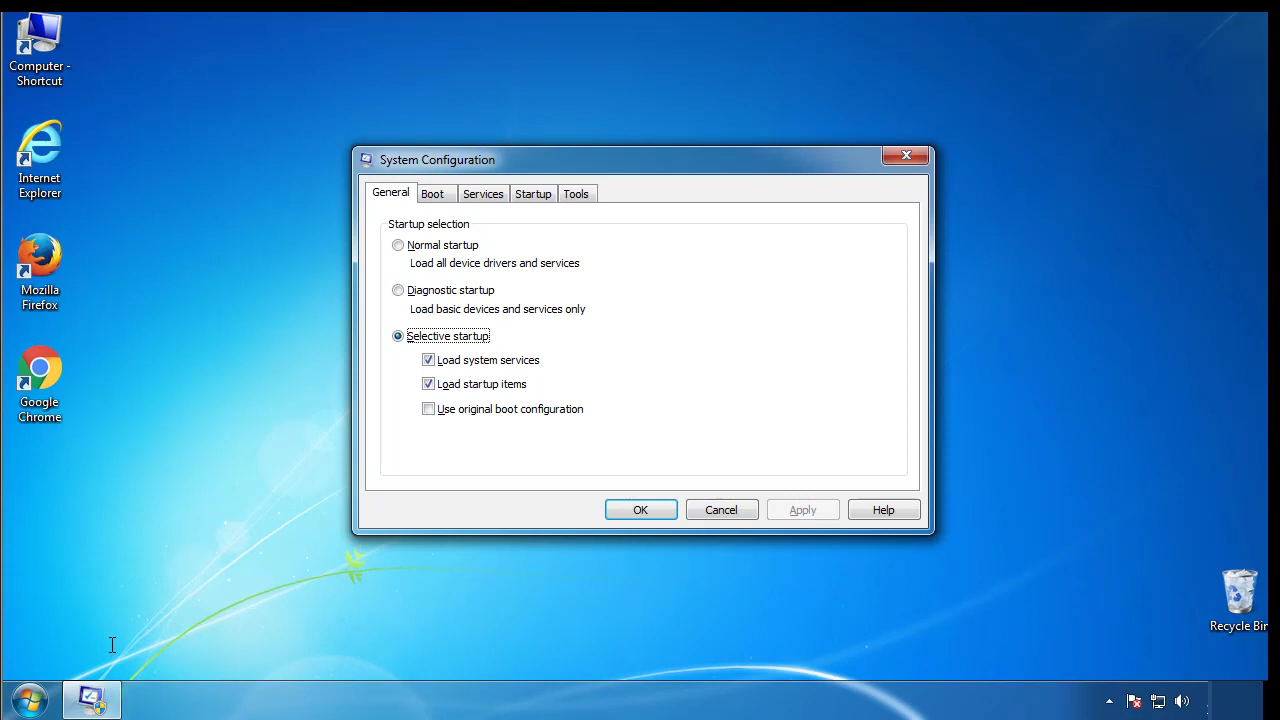 Computer -
Shortcut
Internet
Explorer
Mozilla
Firefox
Google
Chrome
System Configuration
General
Boot
Services
Startup
Tools
Startup selection
Normal startup
Load all device drivers and services
Diagnostic startup
Load basic devices and services only
Selective startup
Load system services
Load startup items
Use original boot configuration
OK
Cancel
Apply
Help
Recycle Bin